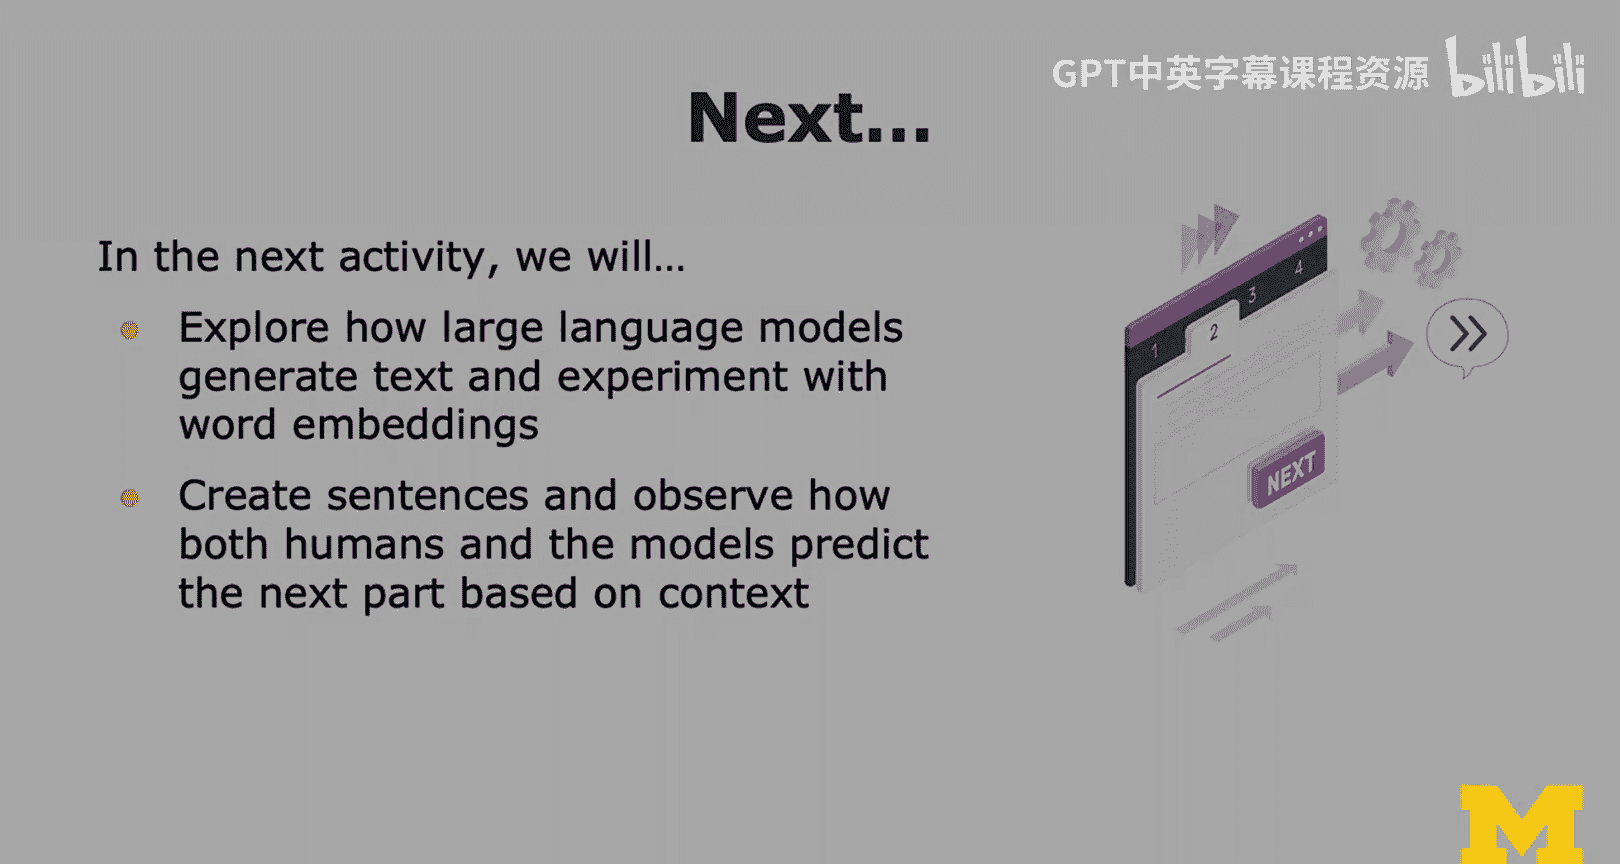 GPT中英字幕课程资源 bilibili
Next...
In the next activity, we will...
Explore how large language models
generate text and experiment with
word embeddings
Create sentences and observe how
both humans and the models predict
the next part based on context
1
2
3
4
NEXT
M